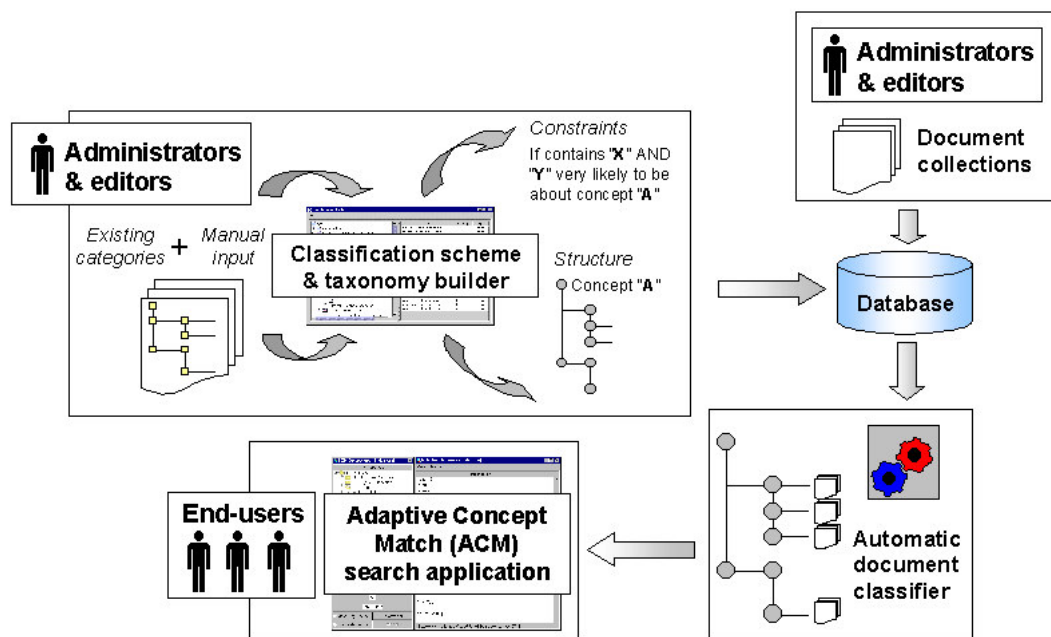 Administrators
& editors
Document
collections
Administrators
& editors
Constraints
If contains "X" AND
"Y" very likely to be
about concept "A"
Existing
categories
+
Manual
input
Classification scheme
& taxonomy builder
Structure
Concept "A"
Database
End-users
Adaptive Concept
Match (ACM)
search application
Automatic
document
classifier